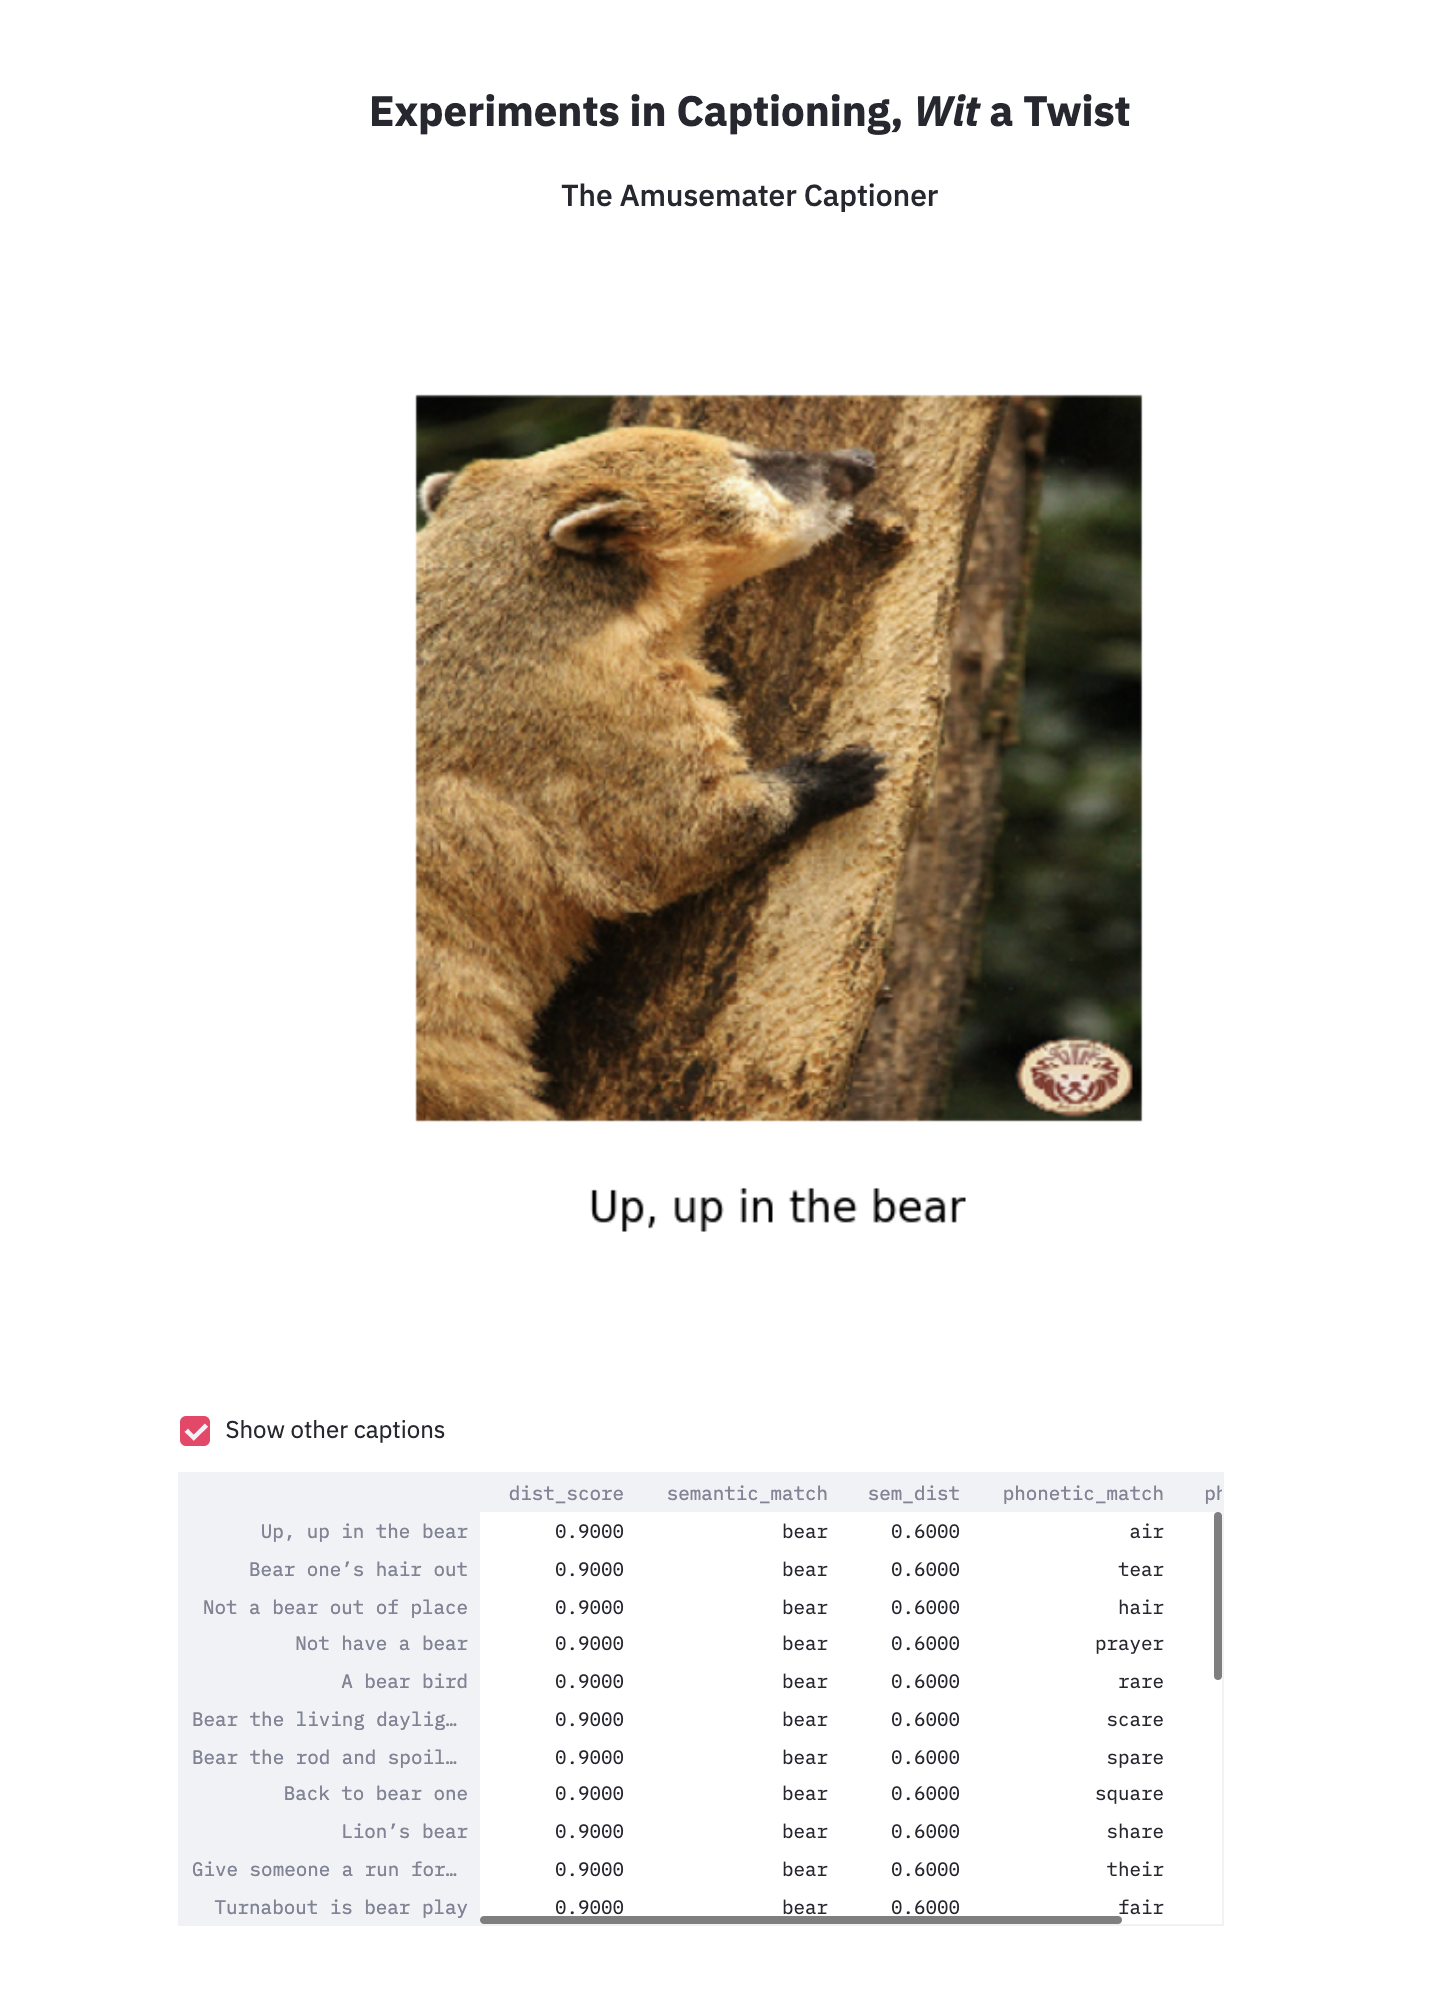 Experiments in Captioning, Wit a Twist
The Amusemater Captioner
Up, up in the bear
Show other captions
dist_score semantic_match sem_dist phonetic_match ph
Up, up in the bear 0.9000 bear 0.6000 air
Bear one’s hair out 0.9000 bear 0.6000 tear
Not a bear out of place 0.9000 bear 0.6000 hair
Not have a bear 0.9000 bear 0.6000 prayer
A bear bird 0.9000 bear 0.6000 rare
Bear the living daylig… 0.9000 bear 0.6000 scare
Bear the rod and spoil… 0.9000 bear 0.6000 spare
Back to bear one 0.9000 bear 0.6000 square
Lion’s bear 0.9000 bear 0.6000 share
Give someone a run for… 0.9000 bear 0.6000 their
Turnabout is bear play 0.9000 bear 0.6000 fair